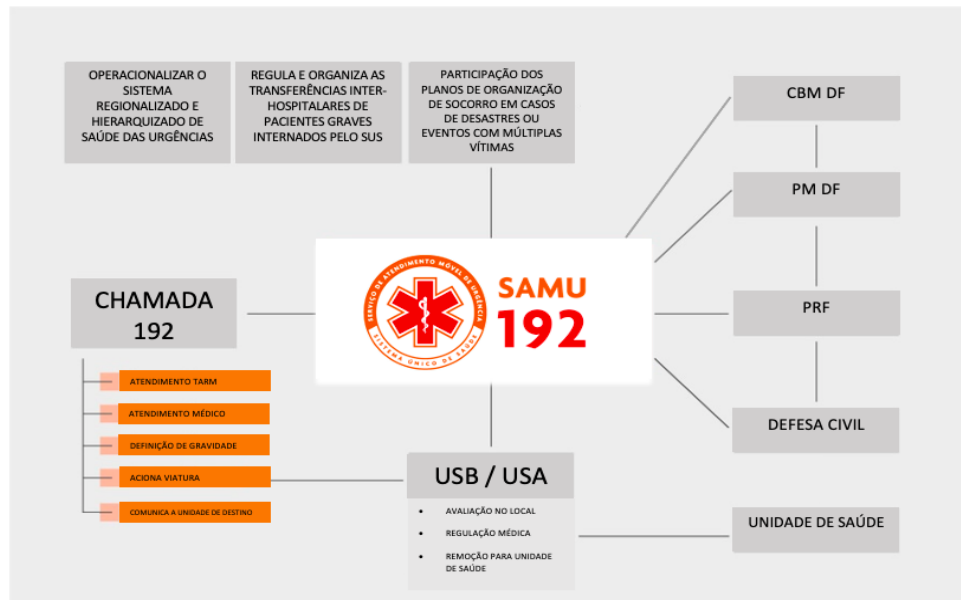 OPERACIONALIZAR O
SISTEMA
REGIONALIZADO E
HIERARQUIZADO DE
SAÚDE DAS URGÊNCIAS
REGULA E ORGANIZA AS
TRANSFERÊNCIAS INTER-
HOSPITALARES DE
PACIENTES GRAVES
INTERNADOS PELO SUS
PARTICIPAÇÃO DOS
PLANOS DE ORGANIZAÇÃO
DE SOCORRO EM CASOS
DE DESASTRES OU
EVENTOS COM MÚLTIPLAS
VÍTIMAS
CBM DF
PM DF
PRF
DEFESA CIVIL
SERVIÇO DE ATENDIMENTO MÓVEL DE URGÊNCIA
SISTEMA ÚNICO DE SAÚDE
SAMU
192
CHAMADA
192
ATENDIMENTO TARM
ATENDIMENTO MÉDICO
DEFINIÇÃO DE GRAVIDADE
ACIONA VIATURA
COMUNICA A UNIDADE DE DESTINO
USB / USA
• AVALIAÇÃO NO LOCAL
• REGULAÇÃO MÉDICA
• REMOÇÃO PARA UNIDADE
DE SAÚDE
UNIDADE DE SAÚDE